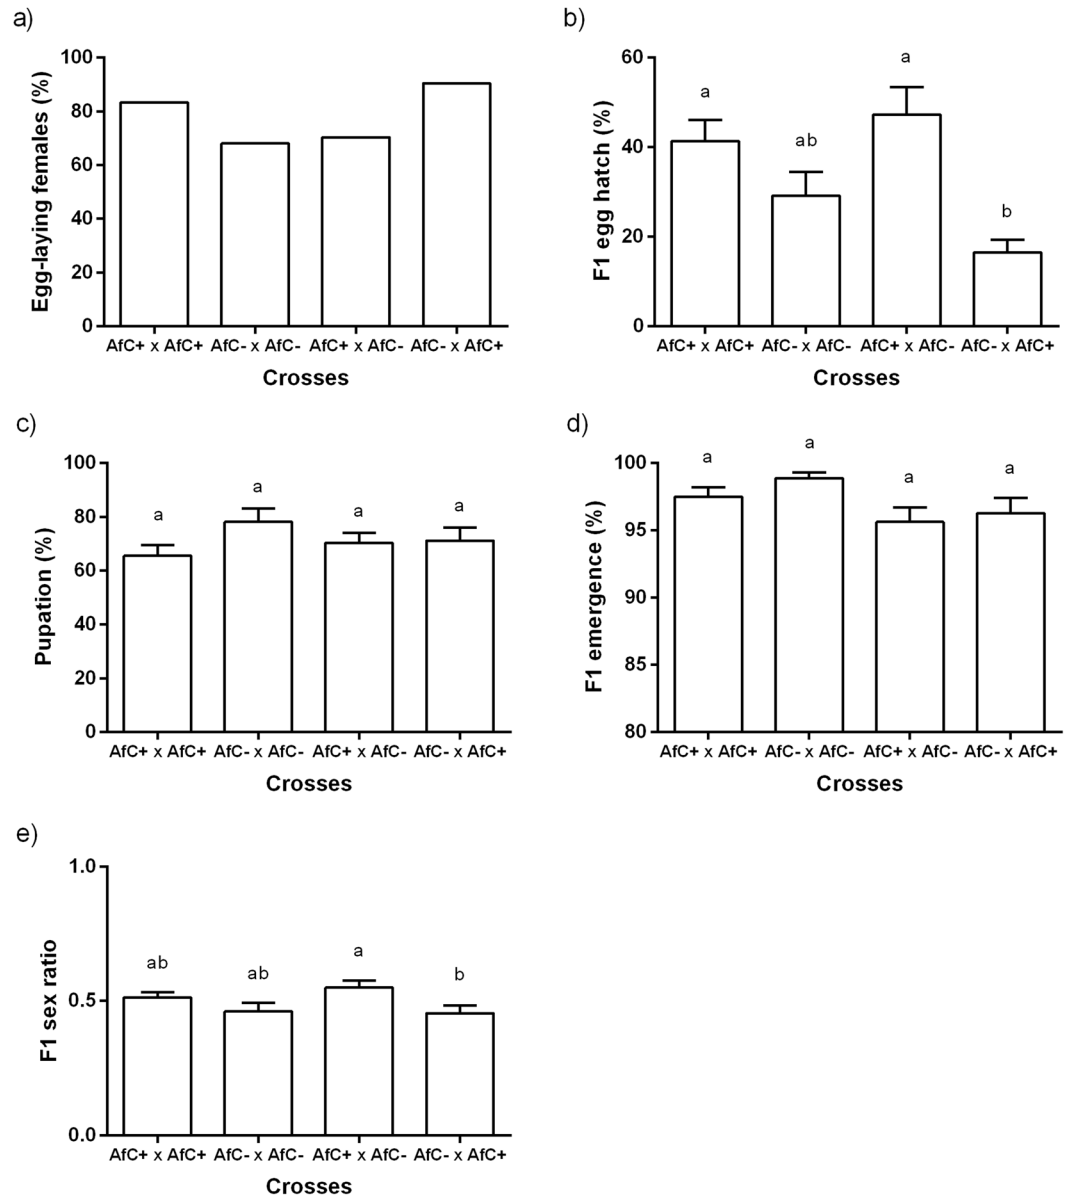 a)
Egg-laying females (%)
100
80
60
40
20
0
AfC+ x AfC+ AfC- x AfC- AfC+ x AfC- AfC- x AfC+
Crosses
b)
F1 egg hatch (%)
60
40
20
0
a
ab
a
b
AfC+ x AfC+ AfC- x AfC- AfC+ x AfC- AfC- x AfC+
Crosses
c)
Pupation (%)
100
80
60
40
20
0
a
a
a
a
AfC+ x AfC+ AfC- x AfC- AfC+ x AfC- AfC- x AfC+
Crosses
d)
F1 emergence (%)
100
95
90
85
80
a
a
a
a
AfC+ x AfC+ AfC- x AfC- AfC+ x AfC- AfC- x AfC+
Crosses
e)
F1 sex ratio
1.0
0.5
0.0
ab
ab
a
b
AfC+ x AfC+ AfC- x AfC- AfC+ x AfC- AfC- x AfC+
Crosses